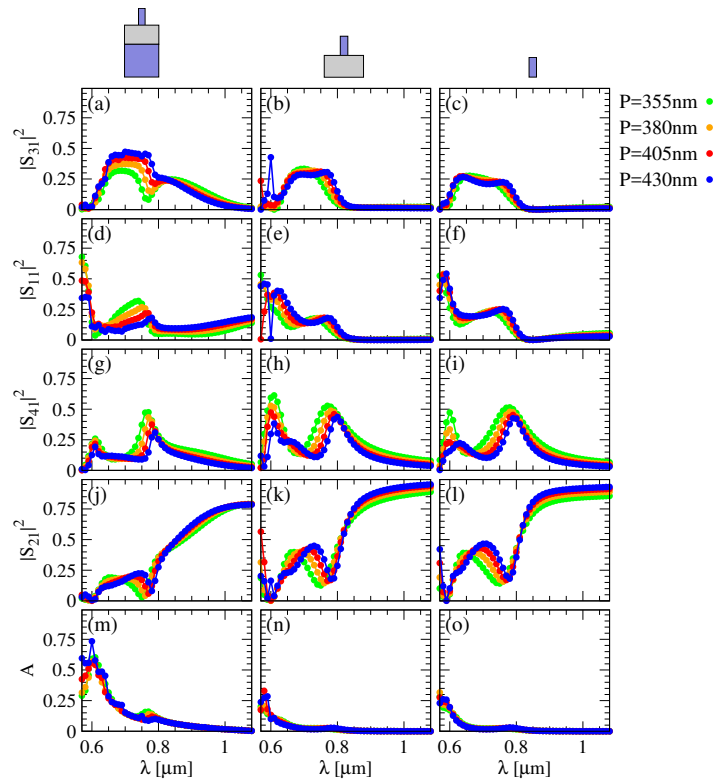 P=355nm
P=380nm
P=405nm
P=430nm
|S31|²
0.75
0.5
0.25
0
(a)
(b)
(c)
|S11|²
0.75
0.5
0.25
0
(d)
(e)
(f)
|S41|²
0.75
0.5
0.25
0
(g)
(h)
(i)
|S21|²
0.75
0.5
0.25
0
(j)
(k)
(l)
A
0.75
0.5
0.25
0
(m)
(n)
(o)
0.6 0.8 1 0.6 0.8 1 0.6 0.8 1
λ [μm] λ [μm] λ [μm]